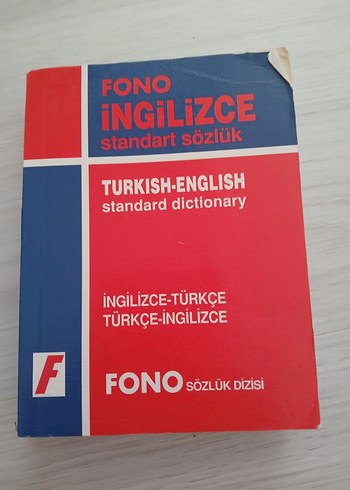 FONO
İNGİLİZCE
standart sözlük
TURKISH-ENGLISH
standard dictionary
İNGİLİZCE-TÜRKÇE
TÜRKÇE-İNGİLİZCE
F
FONO SÖZLÜK DİZİSİ